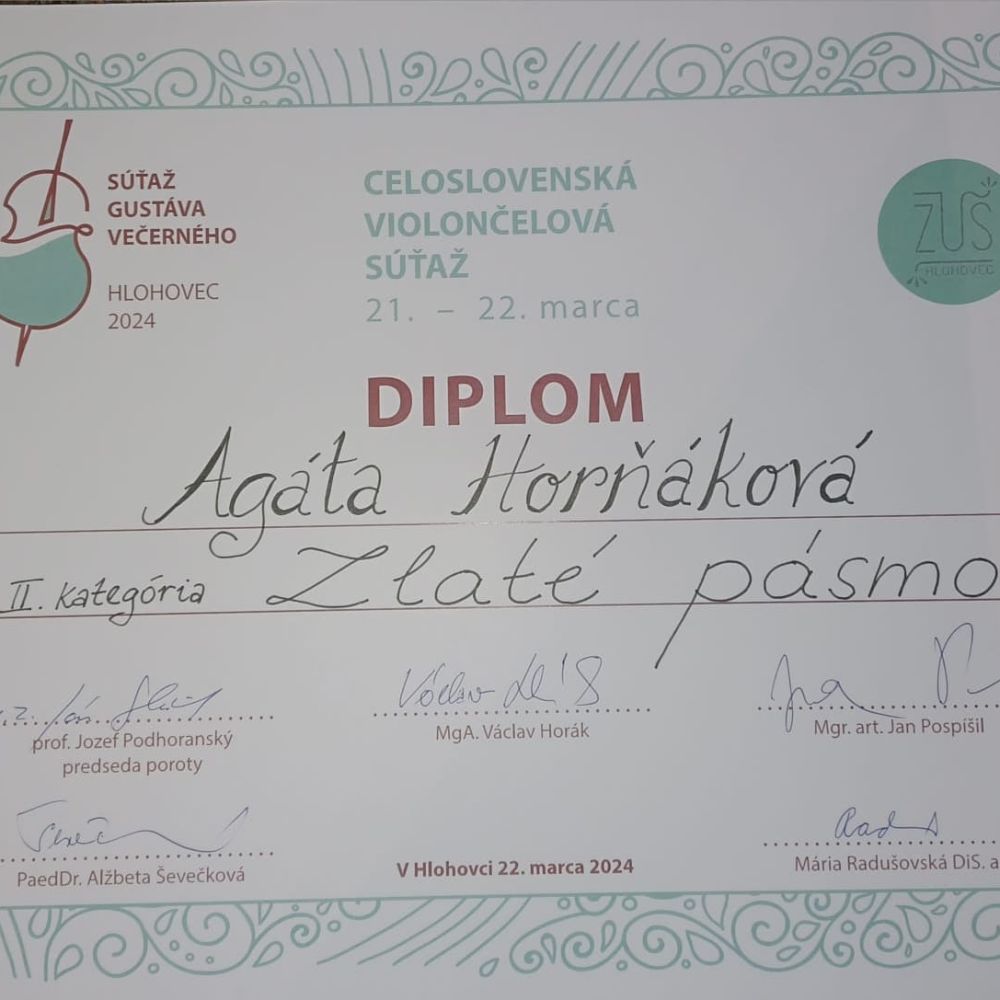 SÚŤAŽ
GUSTÁVA
VEČERNÉHO
HLOHOVEC
2024
CELOSLOVENSKÁ
VIOLONČELOVÁ
SÚŤAŽ
21. – 22. marca
ZUŠ
HLOHOVEC
DIPLOM
Agáta Horňáková
II. kategória Zlaté pásmo
prof. Jozef Podhoranský
predseda poroty
MgA. Václav Horák
Mgr. art. Jan Pospíšil
PaedDr. Alžbeta Ševečková
V Hlohovci 22. marca 2024
Mária Radušovská DiS. a